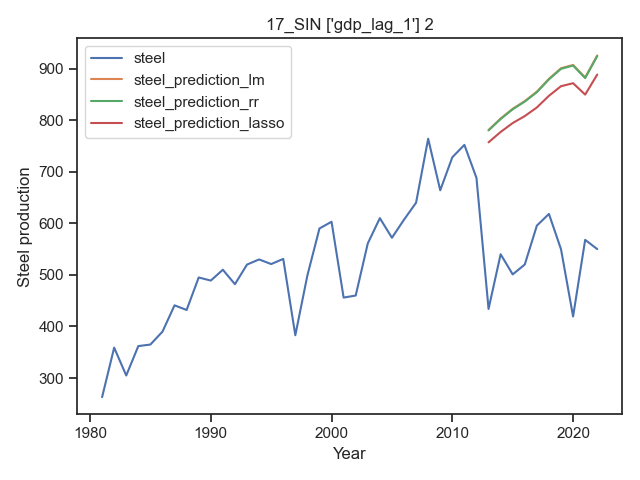 17_SIN ['gdp_lag_1'] 2
steel
steel_prediction_lm
steel_prediction_rr
steel_prediction_lasso
Steel production
900
800
700
600
500
400
300
1980
1990
2000
2010
2020
Year